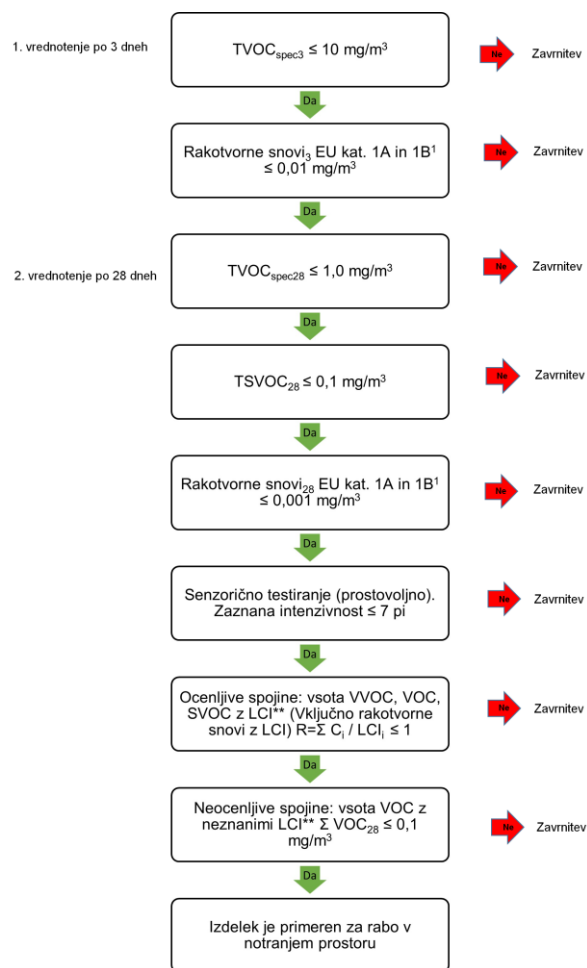 1. vrednotenje po 3 dneh
TVOCspec3 ≤ 10 mg/m³
Ne
Zavrnitev
Da
Rakotvorne snovi₃ EU kat. 1A in 1B¹
≤ 0,01 mg/m³
Ne
Zavrnitev
Da
2. vrednotenje po 28 dneh
TVOCspec28 ≤ 1,0 mg/m³
Ne
Zavrnitev
Da
TSVOC₂₈ ≤ 0,1 mg/m³
Ne
Zavrnitev
Da
Rakotvorne snovi₂₈ EU kat. 1A in 1B¹
≤ 0,001 mg/m³
Ne
Zavrnitev
Da
Senzorično testiranje (prostovoljno).
Zaznana intenzivnost ≤ 7 pi
Ne
Zavrnitev
Da
Ocenljive spojine: vsota VVOC, VOC,
SVOC z LCI** (Vključno rakotvorne
snovi z LCI) R=Σ Cᵢ / LCIᵢ ≤ 1
Ne
Zavrnitev
Da
Neocenljive spojine: vsota VOC z
neznanimi LCI** Σ VOC₂₈ ≤ 0,1
mg/m³
Ne
Zavrnitev
Da
Izdelek je primeren za rabo v
notranjem prostoru